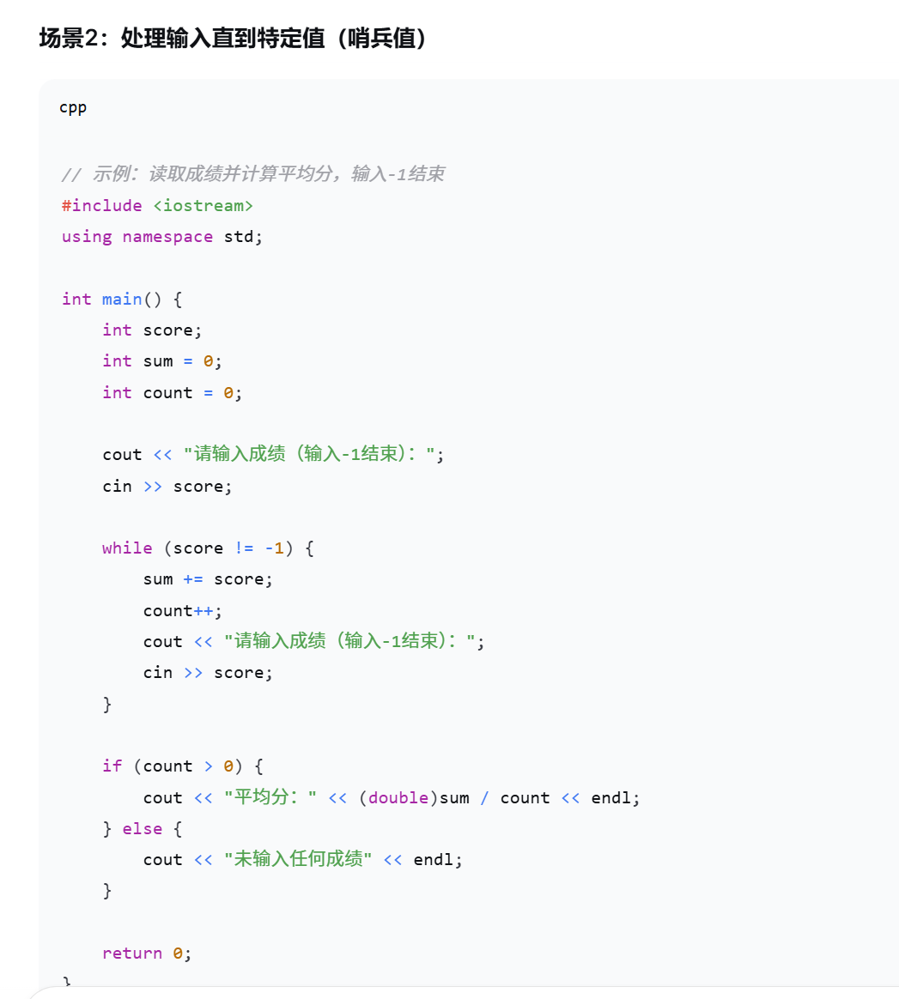 场景2：处理输入直到特定值（哨兵值）
cpp
// 示例：读取成绩并计算平均分，输入-1结束
#include <iostream>
using namespace std;
int main() {
    int score;
    int sum = 0;
    int count = 0;
    cout << "请输入成绩（输入-1结束）：";
    cin >> score;
    while (score != -1) {
        sum += score;
        count++;
        cout << "请输入成绩（输入-1结束）：";
        cin >> score;
    }
    if (count > 0) {
        cout << "平均分：" << (double)sum / count << endl;
    } else {
        cout << "未输入任何成绩" << endl;
    }
    return 0;
}